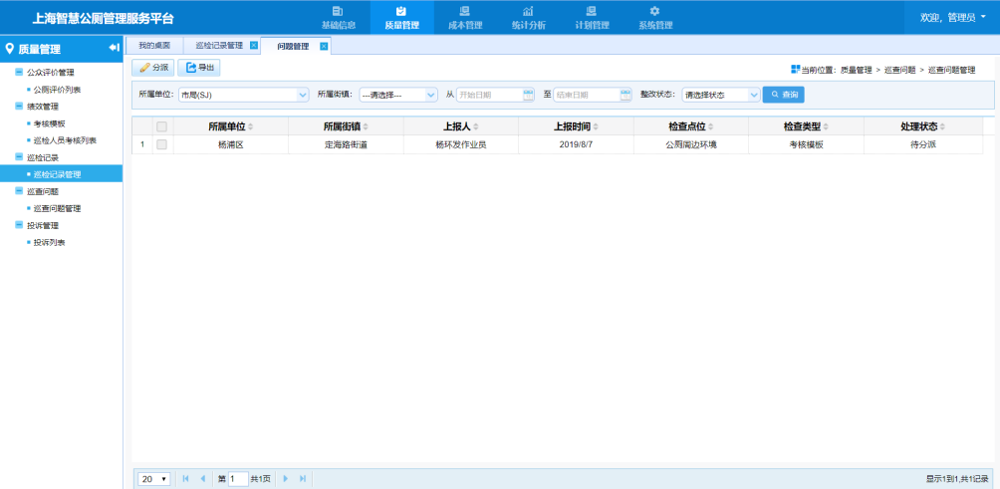 上海智慧公厕管理服务平台
基础信息
质量管理
成本管理
统计分析
计划管理
系统管理
欢迎, 管理员
质量管理
公众评价管理
公厕评价列表
绩效管理
考核模板
巡检人员考核列表
巡检记录
巡检记录管理
巡查问题
巡查问题管理
投诉管理
投诉列表
我的桌面 巡检记录管理 问题管理
分派 导出
当前位置: 质量管理 > 巡查问题 > 巡查问题管理
所属单位: 市局(SJ) 所属街镇: ---请选择--- 从 开始日期 至 结束日期 整改状态: 请选择状态 查询
所属单位 所属街镇 上报人 上报时间 检查点位 检查类型 处理状态
1 杨浦区 定海路街道 杨环发作业员 2019/8/7 公厕周边环境 考核模板 待分派
20 第 1 共1页 显示1到1,共1记录